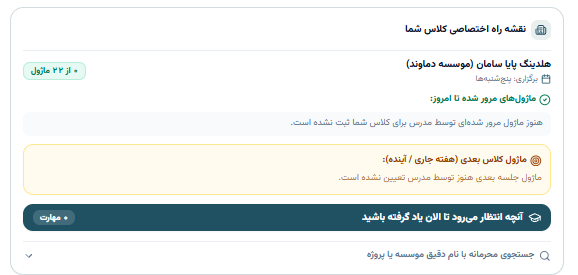 نقشه راه اختصاصی کلاس شما
هلدینگ پایا سامان (موسسه دماوند)
۰ از ۲۲ ماژول
برگزاری: پنج‌شنبه‌ها
ماژول‌های مرور شده تا امروز:
هنوز ماژول مرور شده‌ای توسط مدرس برای کلاس شما ثبت نشده است.
ماژول کلاس بعدی (هفته جاری / آینده):
ماژول جلسه بعدی هنوز توسط مدرس تعیین نشده است.
آنچه انتظار می‌رود تا الان یاد گرفته باشید
۰ مهارت
جستجوی محرمانه با نام دقیق موسسه یا پروژه